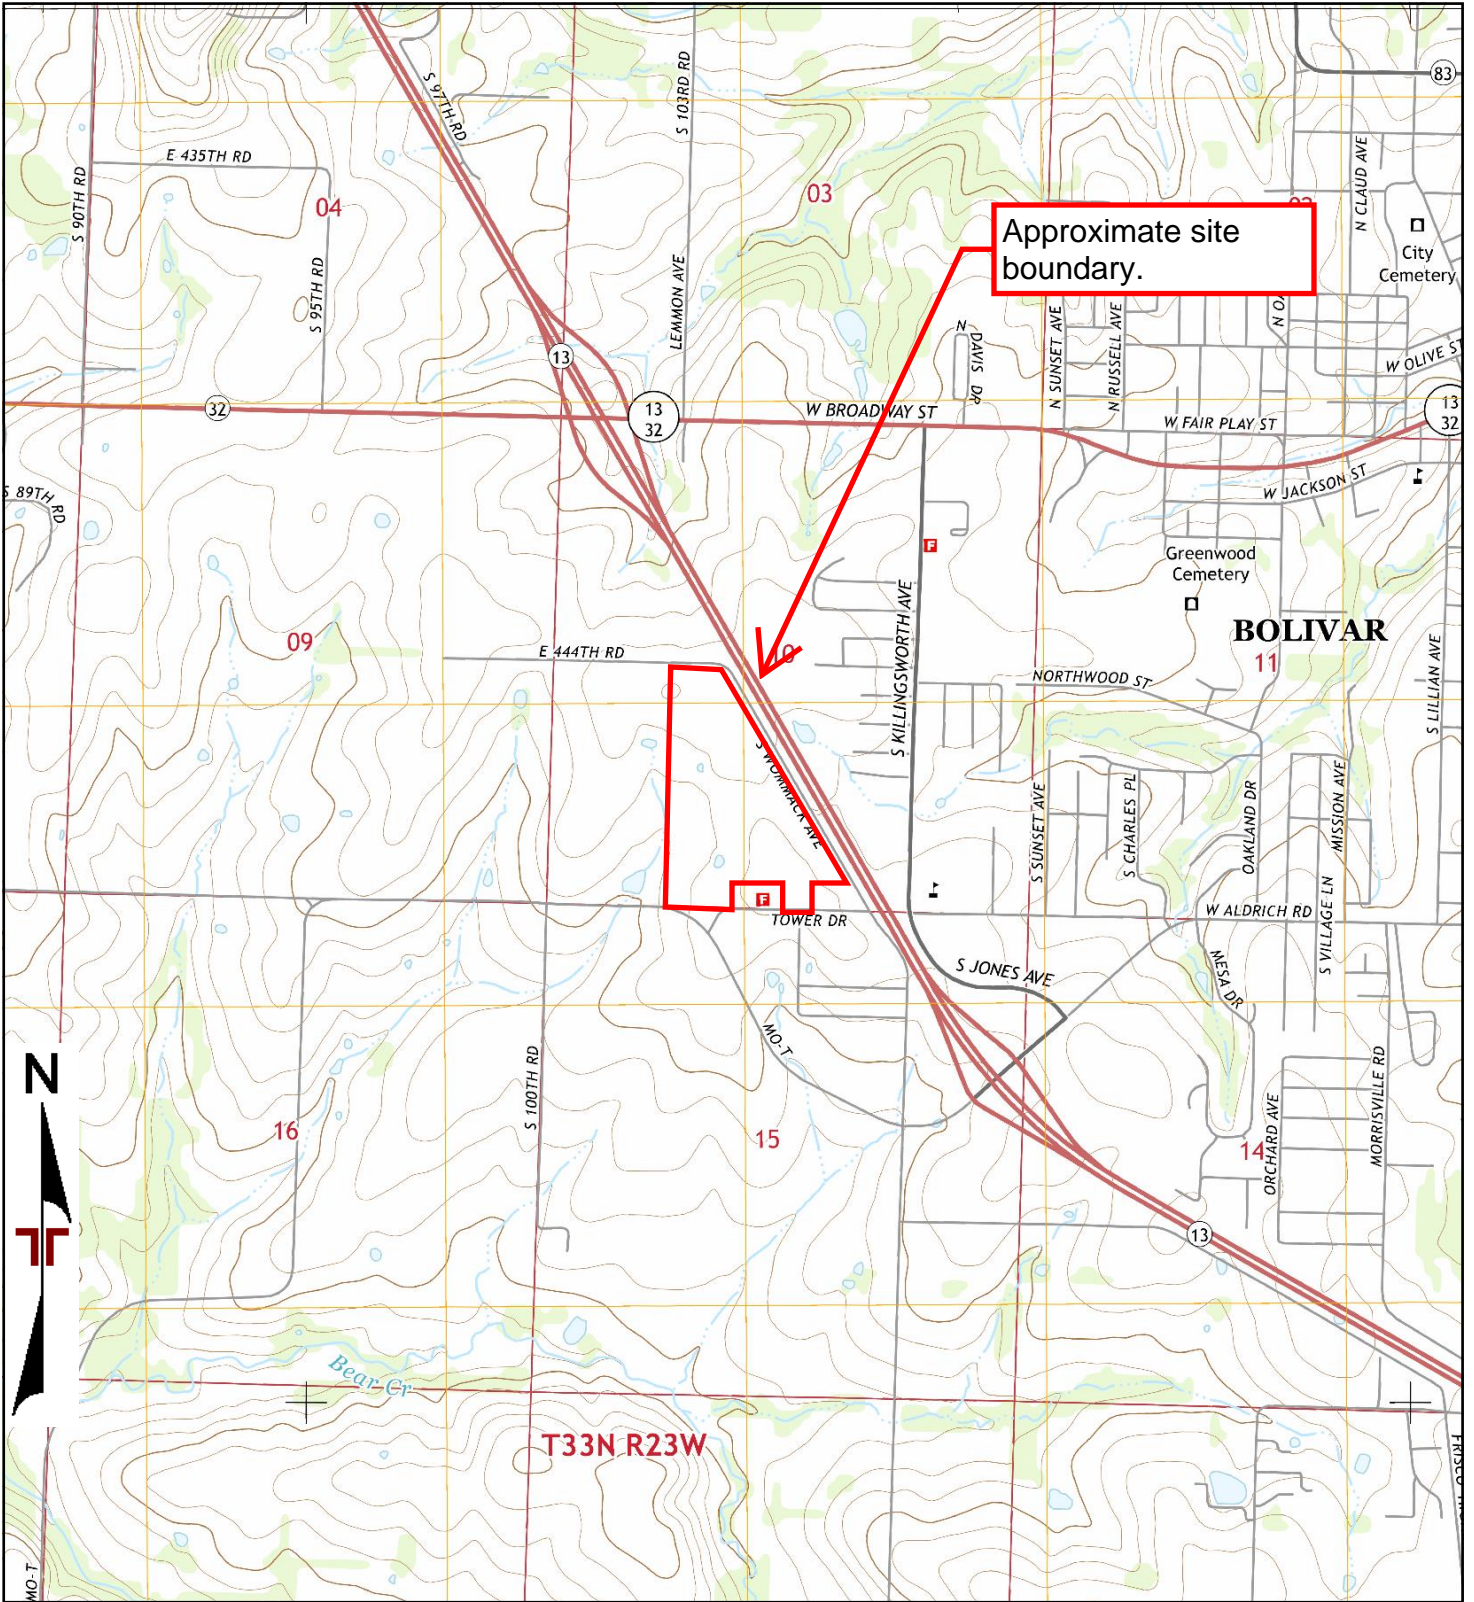 83
S 97TH RD
S 103RD RD
E 435TH RD
N CLAUD AVE
S 90TH RD
04
03
Approximate site
boundary.
City
Cemetery
S 95TH RD
LEMMON AVE
N
DAVIS DR
N SUNSET AVE
N RUSSELL AVE
W OLIVE ST
13
32
13
32
W BROADWAY ST
W FAIR PLAY ST
13
32
W JACKSON ST
S 89TH RD
F
Greenwood
Cemetery
S KILLINGSWORTH AVE
BOLIVAR
09
E 444TH RD
10
11
NORTHWOOD ST
S LILLIAN AVE
S WOMMACK AVE
S SUNSET AVE
S CHARLES PL
OAKLAND DR
MISSION AVE
F
TOWER DR
W ALDRICH RD
S VILLAGE LN
S JONES AVE
MESA DR
MO-T
N
S 100TH RD
16
15
14
ORCHARD AVE
MORRISVILLE RD
13
Bear Cr
T33N R23W
MO-T